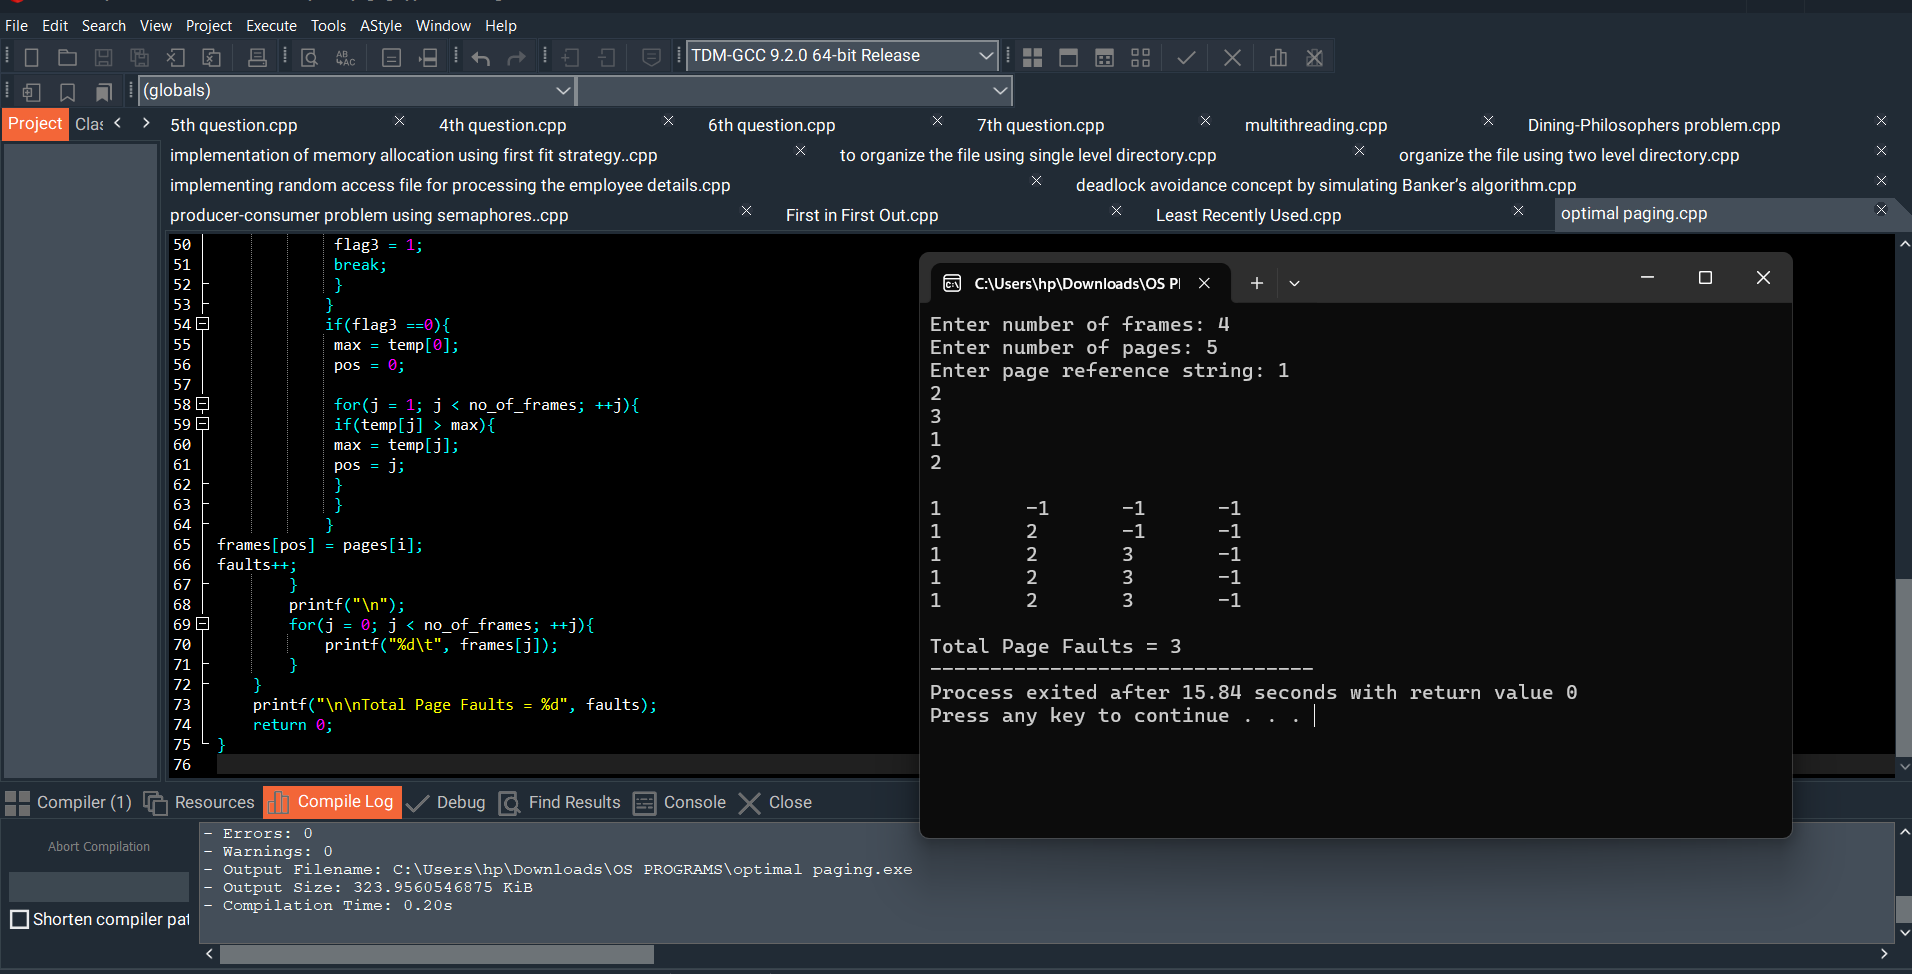 File Edit Search View Project Execute Tools AStyle Window Help
TDM-GCC 9.2.0 64-bit Release
(globals)
Project Clas
5th question.cpp 4th question.cpp 6th question.cpp 7th question.cpp multithreading.cpp Dining-Philosophers problem.cpp
implementation of memory allocation using first fit strategy..cpp to organize the file using single level directory.cpp organize the file using two level directory.cpp
implementing random access file for processing the employee details.cpp deadlock avoidance concept by simulating Banker’s algorithm.cpp
producer-consumer problem using semaphores..cpp First in First Out.cpp Least Recently Used.cpp optimal paging.cpp
50 flag3 = 1;
51 break;
52 }
53 }
54 if(flag3 ==0){
55 max = temp[0];
56 pos = 0;
57
58 for(j = 1; j < no_of_frames; ++j){
59 if(temp[j] > max){
60 max = temp[j];
61 pos = j;
62 }
63 }
64 }
65 frames[pos] = pages[i];
66 faults++;
67 }
68 printf("\n");
69 for(j = 0; j < no_of_frames; ++j){
70 printf("%d\t", frames[j]);
71 }
72 }
73 printf("\n\nTotal Page Faults = %d", faults);
74 return 0;
75 }
76
C:\Users\hp\Downloads\OS P
Enter number of frames: 4
Enter number of pages: 5
Enter page reference string: 1
2
3
1
2
1 -1 -1 -1
1 2 -1 -1
1 2 3 -1
1 2 3 -1
1 2 3 -1
Total Page Faults = 3
--------------------------------
Process exited after 15.84 seconds with return value 0
Press any key to continue . . .
Compiler (1) Resources Compile Log Debug Find Results Console Close
Abort Compilation
Shorten compiler pat
- Errors: 0
- Warnings: 0
- Output Filename: C:\Users\hp\Downloads\OS PROGRAMS\optimal paging.exe
- Output Size: 323.9560546875 KiB
- Compilation Time: 0.20s